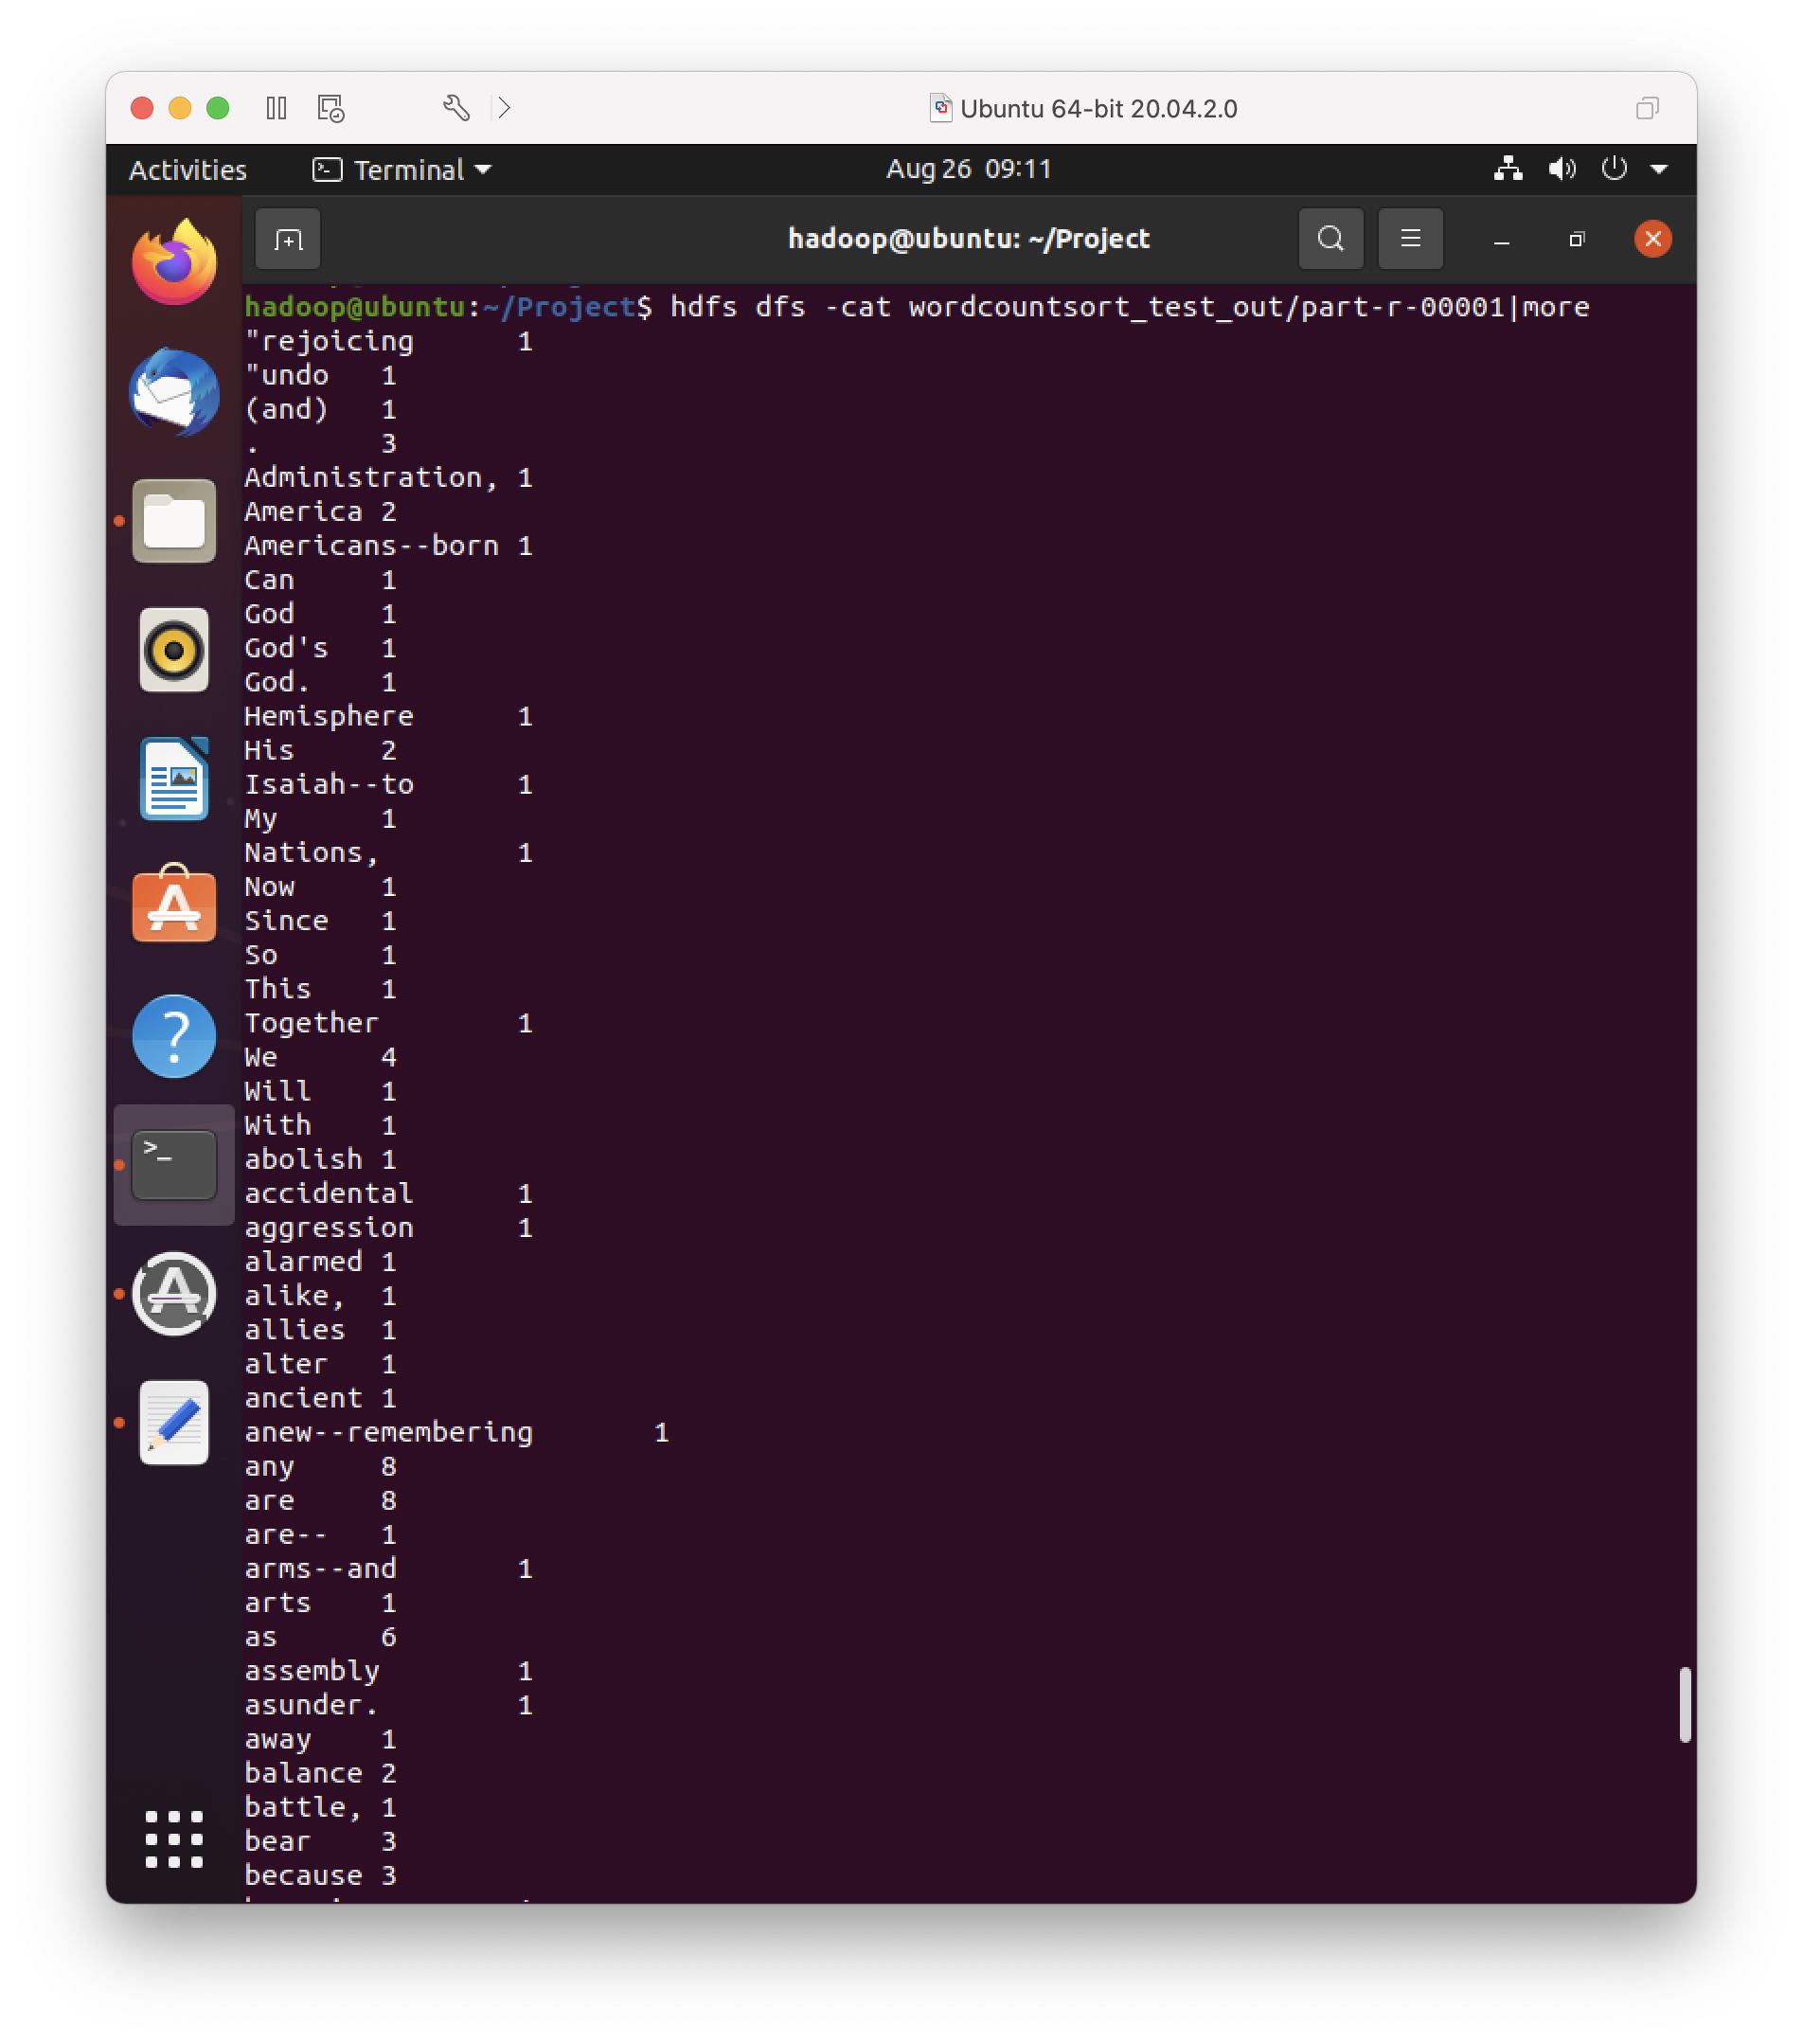 Ubuntu 64-bit 20.04.2.0
Activities Terminal Aug 26 09:11
hadoop@ubuntu: ~/Project
hadoop@ubuntu:~/Project$ hdfs dfs -cat wordcountsort_test_out/part-r-00001|more
"rejoicing 1
"undo 1
(and) 1
. 3
Administration, 1
America 2
Americans--born 1
Can 1
God 1
God's 1
God. 1
Hemisphere 1
His 2
Isaiah--to 1
My 1
Nations, 1
Now 1
Since 1
So 1
This 1
Together 1
We 4
Will 1
With 1
abolish 1
accidental 1
aggression 1
alarmed 1
alike, 1
allies 1
alter 1
ancient 1
anew--remembering 1
any 8
are 8
are-- 1
arms--and 1
arts 1
as 6
assembly 1
asunder. 1
away 1
balance 2
battle, 1
bear 3
because 3